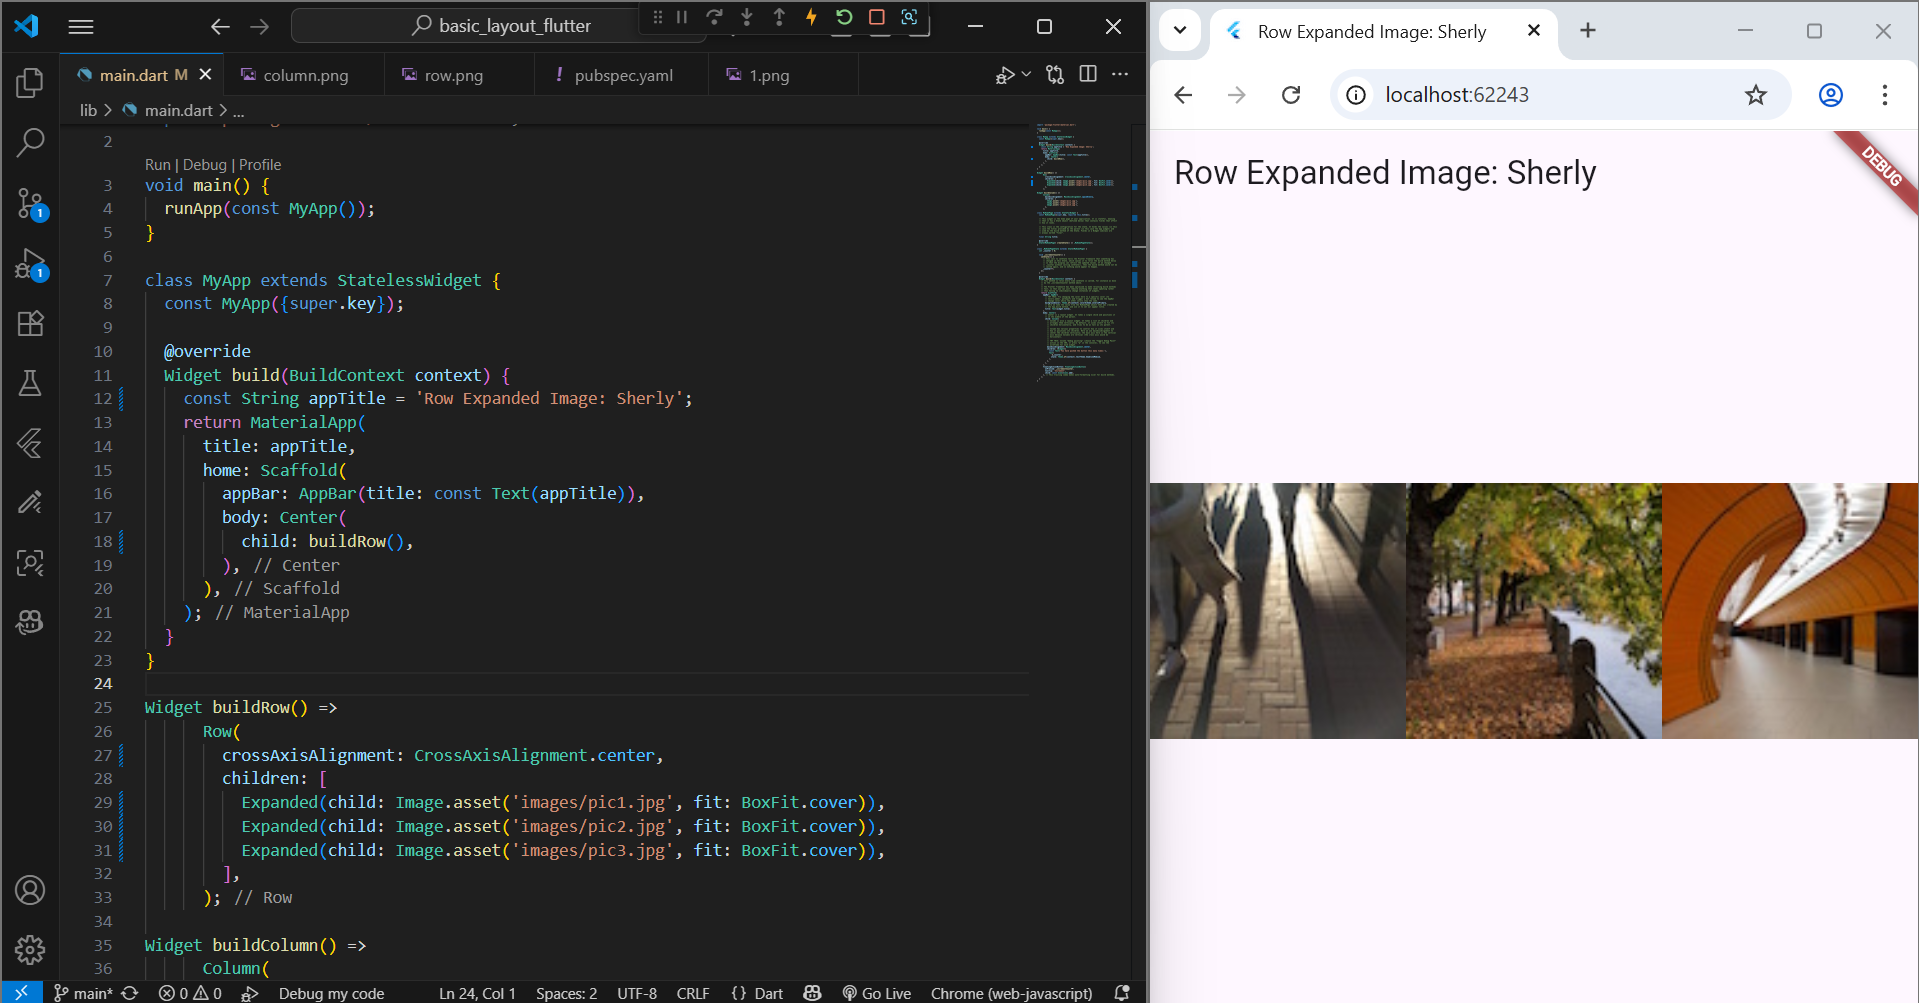 basic_layout_flutter
main.dart M
column.png
row.png
! pubspec.yaml
1.png
lib > main.dart > ...
2
Run | Debug | Profile
3 void main() {
4 runApp(const MyApp());
5 }
6
7 class MyApp extends StatelessWidget {
8 const MyApp({super.key});
9
10 @override
11 Widget build(BuildContext context) {
12 const String appTitle = 'Row Expanded Image: Sherly';
13 return MaterialApp(
14 title: appTitle,
15 home: Scaffold(
16 appBar: AppBar(title: const Text(appTitle)),
17 body: Center(
18 child: buildRow(),
19 ), // Center
20 ), // Scaffold
21 ); // MaterialApp
22 }
23 }
24
25 Widget buildRow() =>
26 Row(
27 crossAxisAlignment: CrossAxisAlignment.center,
28 children: [
29 Expanded(child: Image.asset('images/pic1.jpg', fit: BoxFit.cover)),
30 Expanded(child: Image.asset('images/pic2.jpg', fit: BoxFit.cover)),
31 Expanded(child: Image.asset('images/pic3.jpg', fit: BoxFit.cover)),
32 ],
33 ); // Row
34
35 Widget buildColumn() =>
36 Column(
1
1
main* 0 0 Debug my code Ln 24, Col 1 Spaces: 2 UTF-8 CRLF {} Dart Go Live Chrome (web-javascript)
Row Expanded Image: Sherly
localhost:62243
Row Expanded Image: Sherly
DEBUG